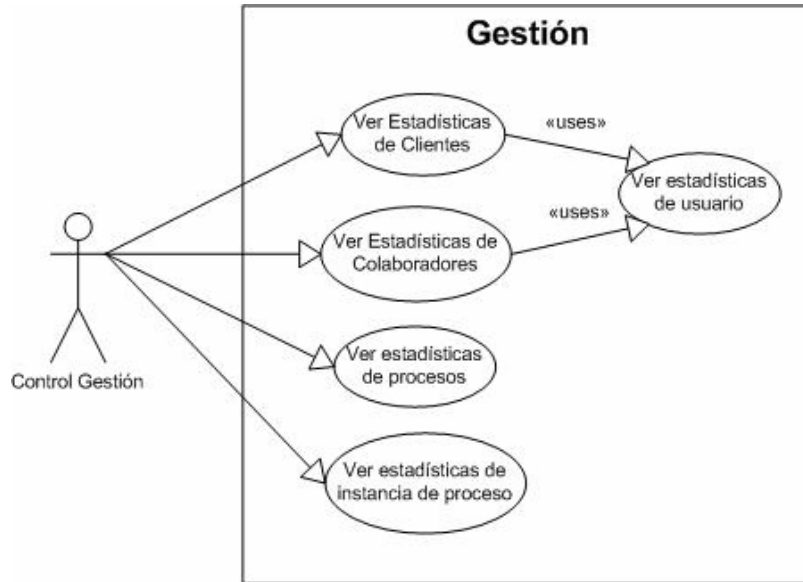 Gestión
Ver Estadísticas
de Clientes
«uses»
Ver estadísticas
de usuario
«uses»
Ver Estadísticas de
Colaboradores
Ver estadísticas
de procesos
Control Gestión
Ver estadísticas de
instancia de proceso